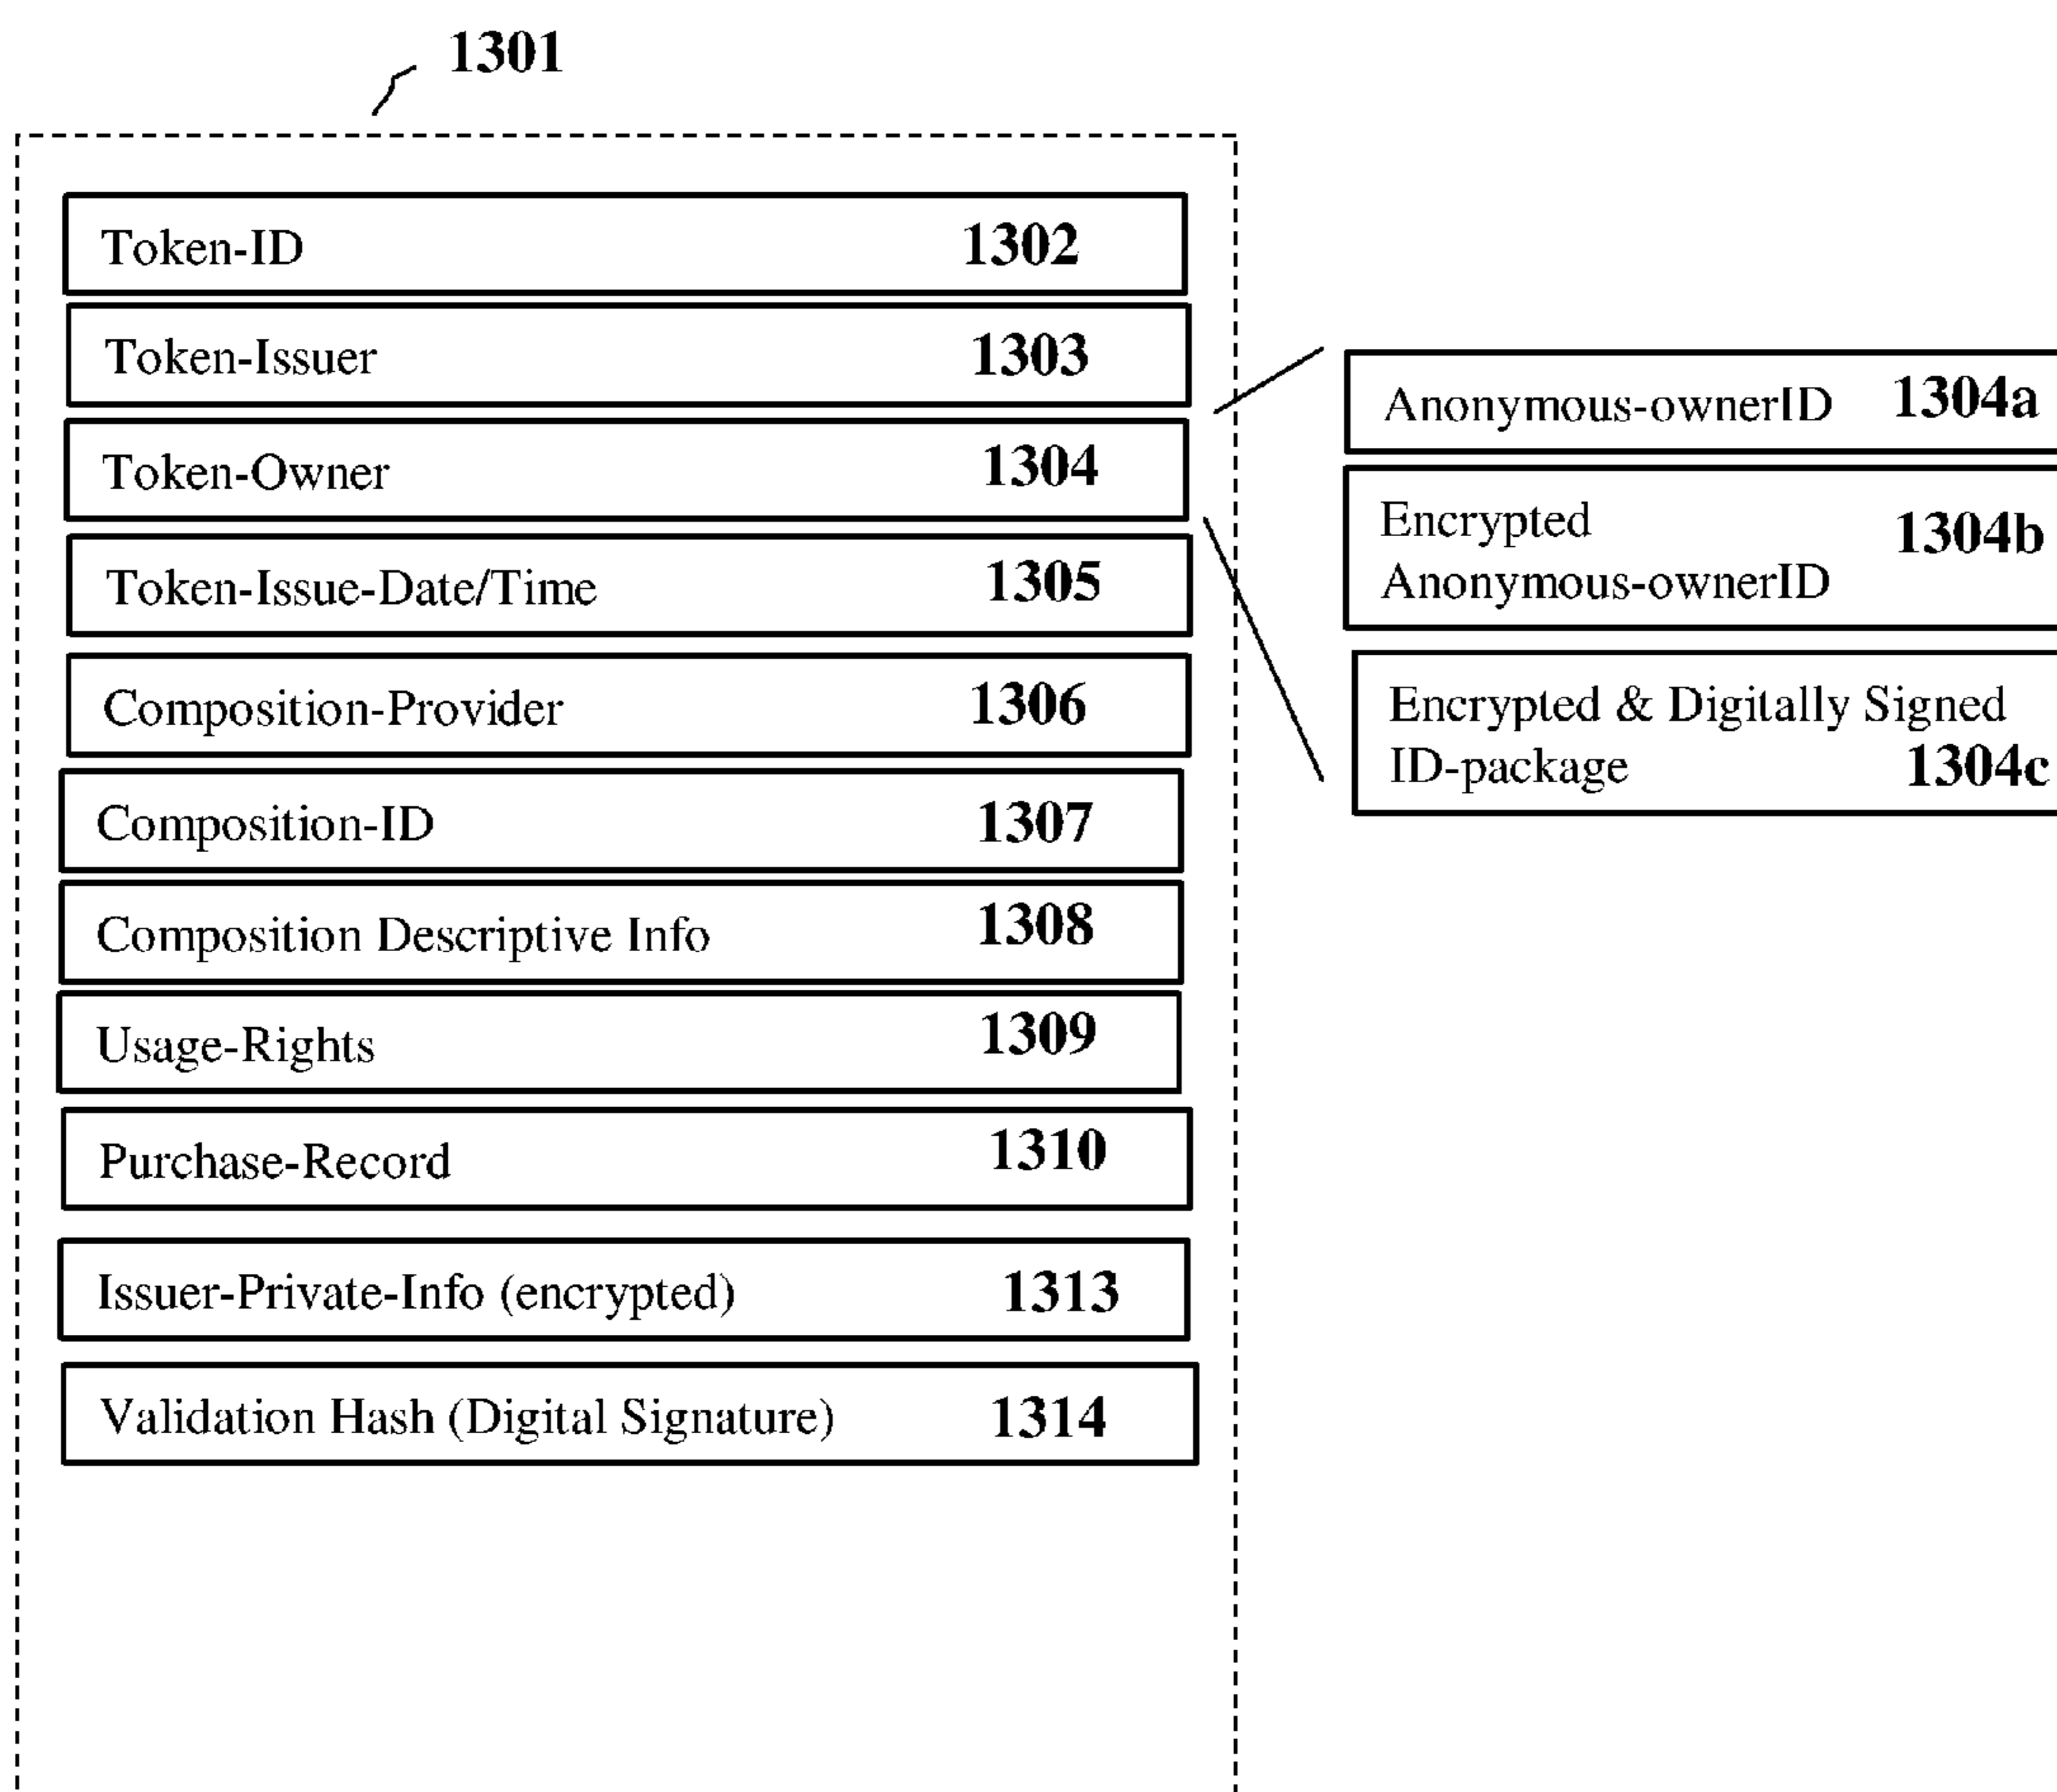 1301
Token-ID 1302
Token-Issuer 1303
Token-Owner 1304
Token-Issue-Date/Time 1305
Composition-Provider 1306
Composition-ID 1307
Composition Descriptive Info 1308
Usage-Rights 1309
Purchase-Record 1310
Issuer-Private-Info (encrypted) 1313
Validation Hash (Digital Signature) 1314
Anonymous-ownerID 1304a
Encrypted 1304b
Anonymous-ownerID
Encrypted & Digitally Signed
ID-package 1304c